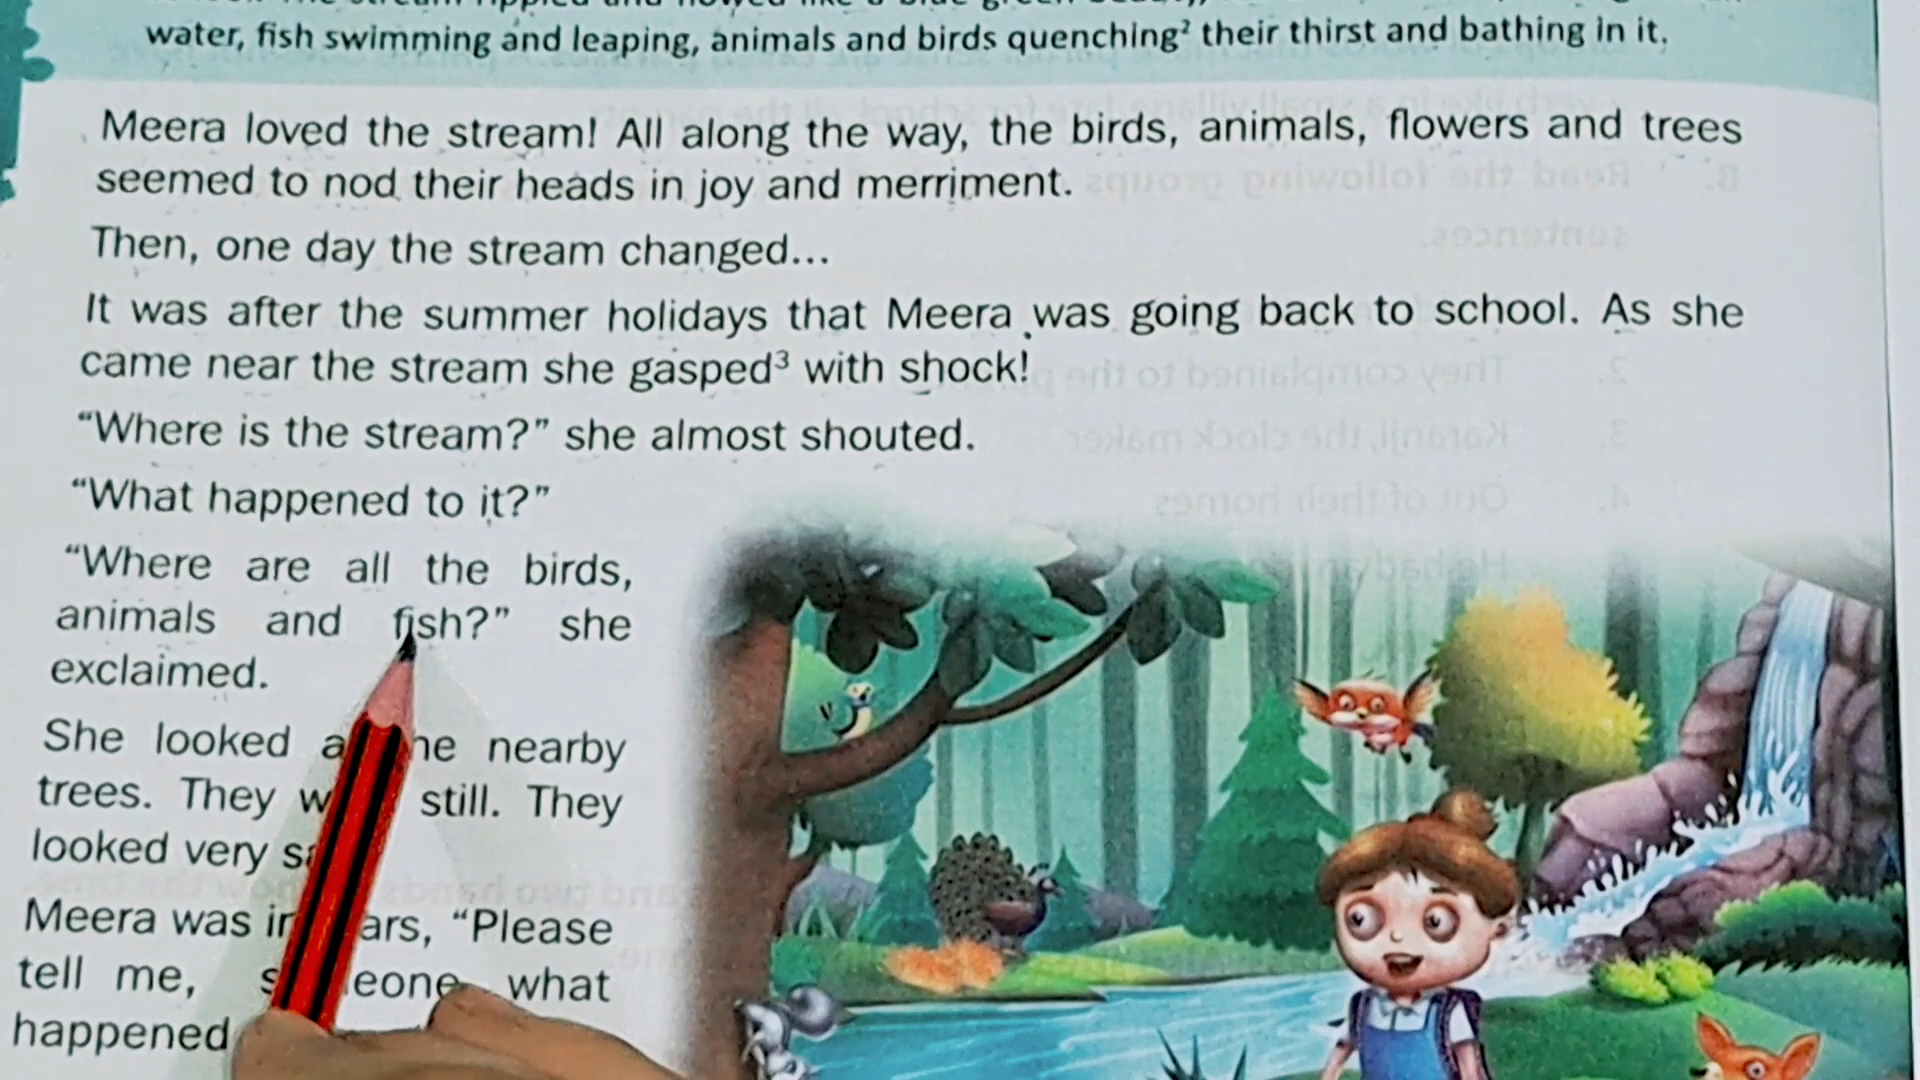 water, fish swimming and leaping, animals and birds quenching² their thirst and bathing in it.
Meera loved the stream! All along the way, the birds, animals, flowers and trees
seemed to nod their heads in joy and merriment.
Then, one day the stream changed...
It was after the summer holidays that Meera was going back to school. As she
came near the stream she gasped³ with shock!
“Where is the stream?” she almost shouted.
“What happened to it?”
“Where are all the birds,
animals and fish?” she
exclaimed.
She looked nearby
trees. They still. They
looked very
Meera was “Please
tell me, what
happened